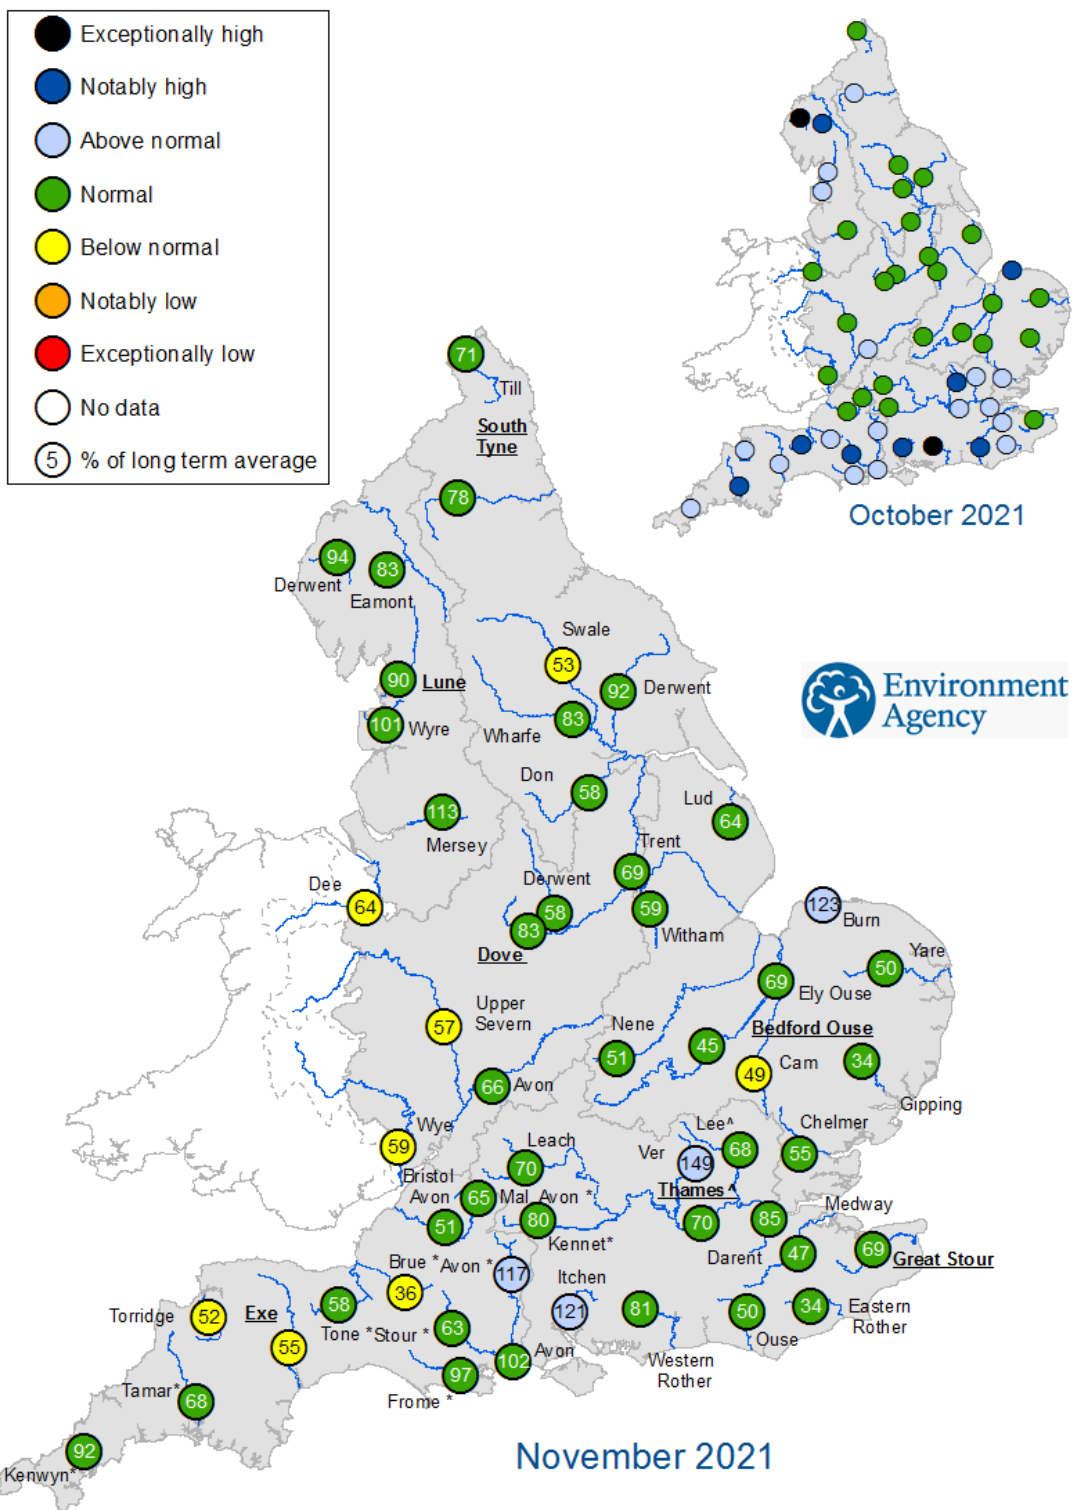 Exceptionally high
Notably high
Above normal
Normal
Below normal
Notably low
Exceptionally low
No data
5 % of long term average
October 2021
71
Till
South
Tyne
78
94
Derwent
83
Eamont
Swale
53
90 Lune
92 Derwent
101 Wyre
Wharfe 83
Environment
Agency
Don
58
Lud
64
113
Mersey
Trent
69
Dee
64
Derwent
58
83
Dove
59
Witham
123
Burn
Yare
50
69
Ely Ouse
Upper
Severn
57
Nene
51
Bedford Ouse
45
49
Cam
34
Gipping
66 Avon
Wye
59
Leach
70
Lee^
68
Ver
149
Chelmer
55
Bristol
Avon
65
Mal_Avon *
51
80
Kennet*
Thames^
70
85
Darent
Medway
47
69
Great Stour
Brue *
36
Avon *
117
Itchen
121
81
Western
Rother
50
Ouse
34
Eastern
Rother
Torridge
52
Exe
55
58
Tone *
Stour *
63
102
Avon
97
Frome *
Tamar*
68
92
Kenwyn*
November 2021